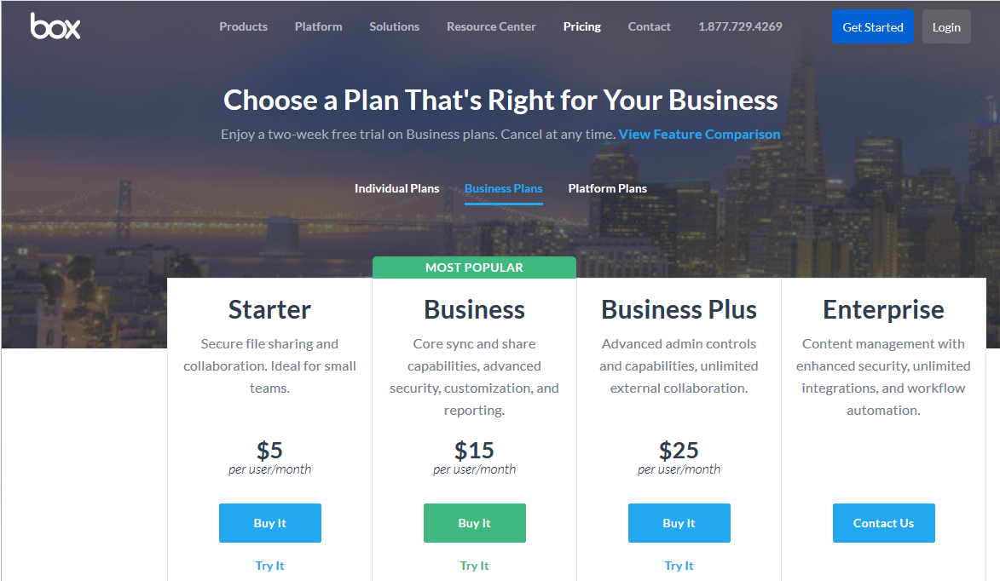 box
Products Platform Solutions Resource Center Pricing Contact 1.877.729.4269 Get Started Login
Choose a Plan That's Right for Your Business
Enjoy a two-week free trial on Business plans. Cancel at any time. View Feature Comparison
Individual Plans Business Plans Platform Plans
MOST POPULAR
Starter
Secure file sharing and
collaboration. Ideal for small
teams.
$5
per user/month
Buy It
Try It
Business
Core sync and share
capabilities, advanced
security, customization, and
reporting.
$15
per user/month
Buy It
Try It
Business Plus
Advanced admin controls
and capabilities, unlimited
external collaboration.
$25
per user/month
Buy It
Try It
Enterprise
Content management with
enhanced security, unlimited
integrations, and workflow
automation.
Contact Us